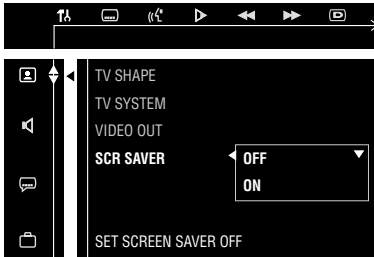 TV SHAPE
TV SYSTEM
VIDEO OUT
SCR SAVER
OFF
ON
SET SCREEN SAVER OFF